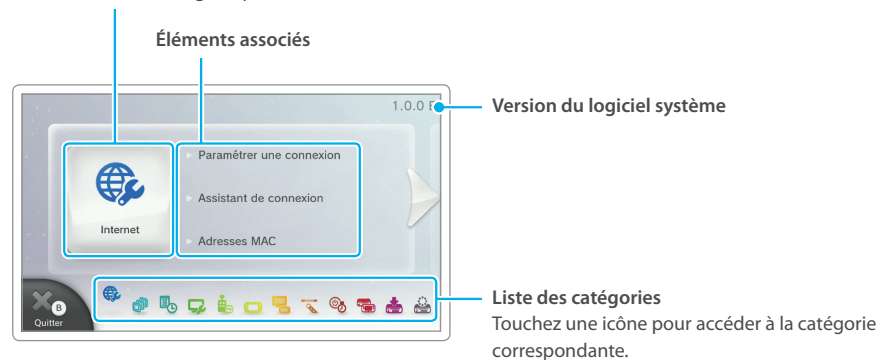 Éléments associés
1.0.0 E
Version du logiciel système
Paramétrer une connexion
Assistant de connexion
Internet
Adresses MAC
B
Quitter
Liste des catégories
Touchez une icône pour accéder à la catégorie
correspondante.